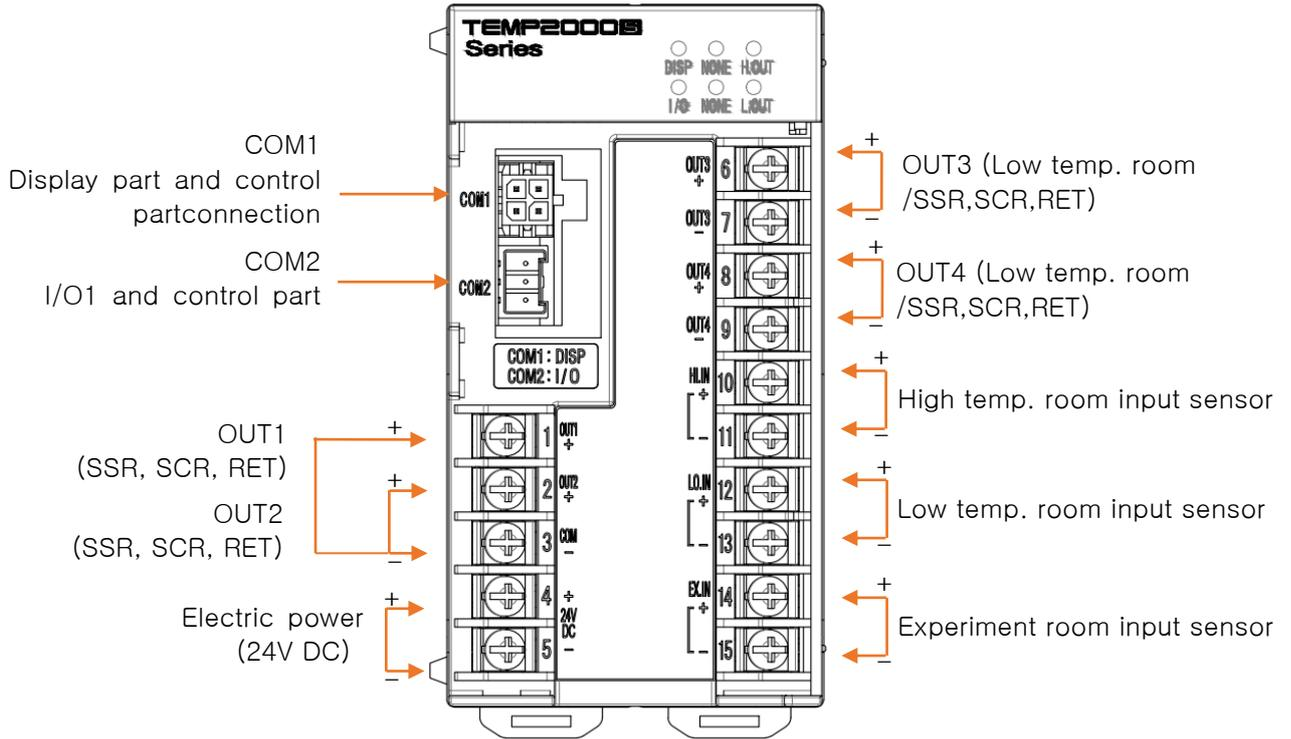 TEMP2000S
Series
DISP NONE H.OUT
I/O NONE L.OUT
COM1
Display part and control
partconnection
COM2
I/O1 and control part
COM1
COM2
COM1 : DISP
COM2 : I/O
OUT1
(SSR, SCR, RET)
OUT2
(SSR, SCR, RET)
Electric power
(24V DC)
+
+
−
+
−
1 OUT1
+
2 OUT2
+
3 COM
−
4 +
24V
DC
5 −
OUT3 6
+
OUT3 7
−
OUT4 8
+
OUT4 9
−
HI.IN 10
+
− 11
LO.IN 12
+
− 13
EX.IN 14
+
− 15
+
OUT3 (Low temp. room
/SSR,SCR,RET)
−
+
OUT4 (Low temp. room
/SSR,SCR,RET)
−
+
High temp. room input sensor
−
+
Low temp. room input sensor
−
+
Experiment room input sensor
−